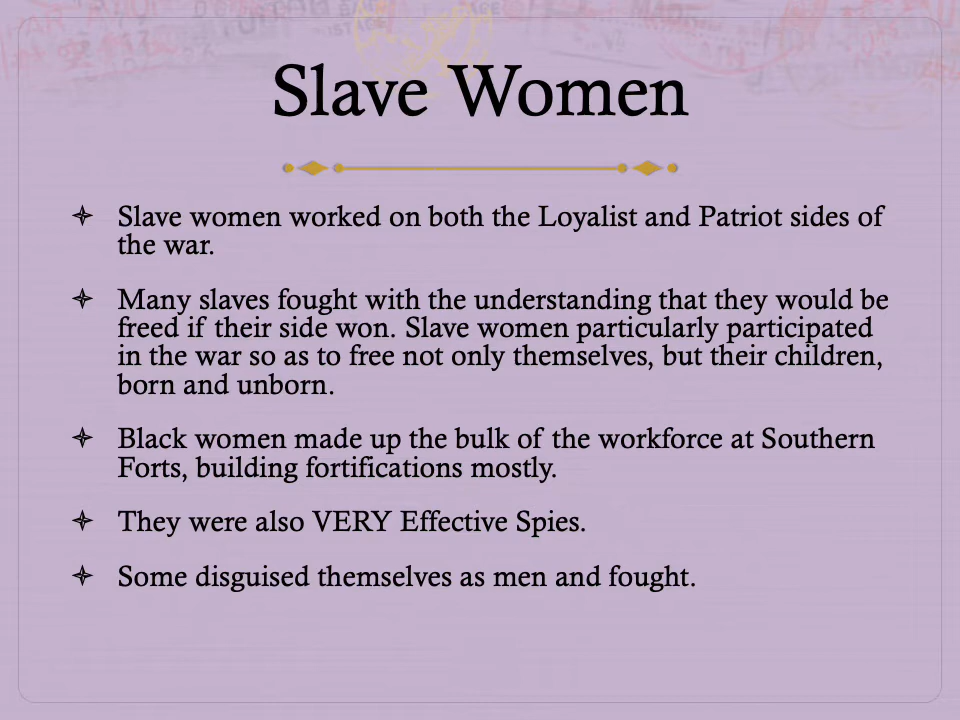 Slave Women
Slave women worked on both the Loyalist and Patriot sides of
the war.
Many slaves fought with the understanding that they would be
freed if their side won. Slave women particularly participated
in the war so as to free not only themselves, but their children,
born and unborn.
Black women made up the bulk of the workforce at Southern
Forts, building fortifications mostly.
They were also VERY Effective Spies.
Some disguised themselves as men and fought.